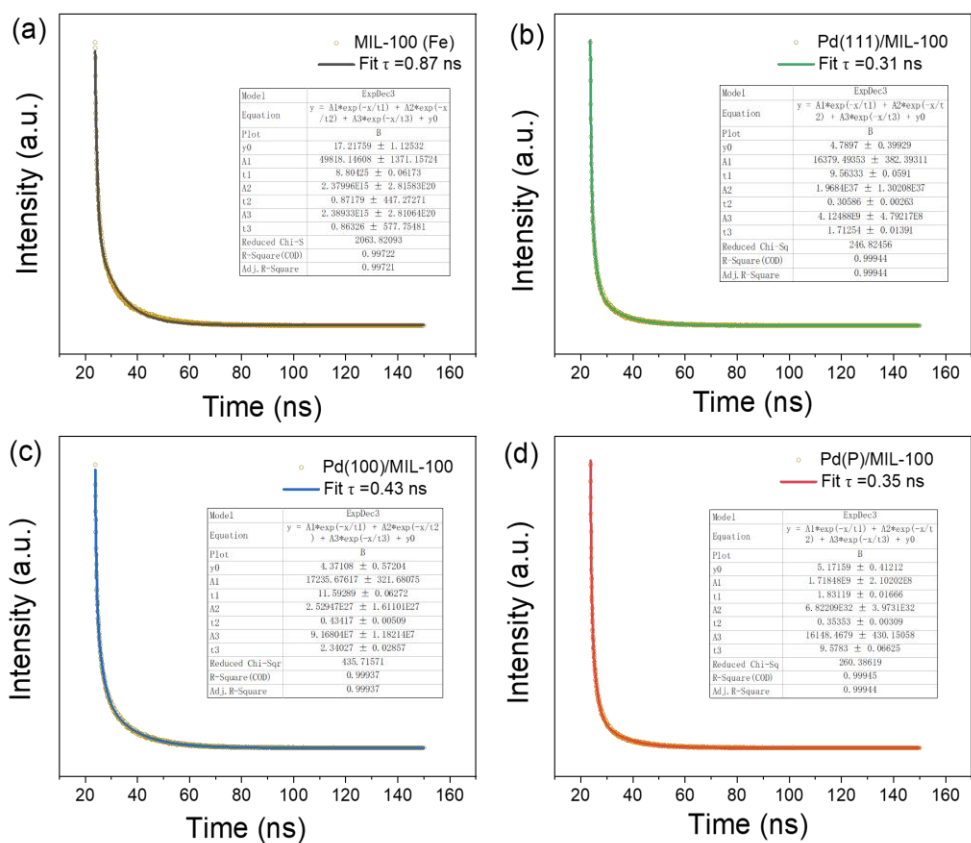 (a)
MIL-100 (Fe)
Fit τ =0.87 ns
Model ExpDec3
Equation y = A1*exp(-x/t1) + A2*exp(-x
/t2) + A3*exp(-x/t3) + y0
Plot B
y0 17.21759 ± 1.12532
A1 49818.14608 ± 1371.15724
t1 8.80425 ± 0.06173
A2 2.37996E15 ± 2.81583E20
t2 0.87179 ± 447.27271
A3 2.38933E15 ± 2.81064E20
t3 0.86326 ± 577.75481
Reduced Chi-S 2063.82093
R-Square(COD) 0.99722
Adj.R-Square 0.99721
Intensity (a.u.)
20 40 60 80 100 120 140 160
Time (ns)
(b)
Pd(111)/MIL-100
Fit τ =0.31 ns
Model ExpDec3
Equation y = A1*exp(-x/t1) + A2*exp(-x/t
2) + A3*exp(-x/t3) + y0
Plot B
y0 4.7897 ± 0.39929
A1 16379.49353 ± 382.39311
t1 9.56333 ± 0.0591
A2 1.9684E37 ± 1.30208E37
t2 0.30586 ± 0.00263
A3 4.12488E9 ± 4.79217E8
t3 1.71254 ± 0.01391
Reduced Chi-Sq 246.82456
R-Square(COD) 0.99944
Adj.R-Square 0.99944
Intensity (a.u.)
20 40 60 80 100 120 140 160
Time (ns)
(c)
Pd(100)/MIL-100
Fit τ =0.43 ns
Model ExpDec3
Equation y = A1*exp(-x/t1) + A2*exp(-x/t2
) + A3*exp(-x/t3) + y0
Plot B
y0 4.37108 ± 0.57204
A1 17235.67617 ± 321.68075
t1 11.59289 ± 0.06272
A2 2.52947E27 ± 1.61101E27
t2 0.43417 ± 0.00509
A3 9.16804E7 ± 1.18214E7
t3 2.34027 ± 0.02857
Reduced Chi-Sqr 435.71571
R-Square(COD) 0.99937
Adj.R-Square 0.99937
Intensity (a.u.)
20 40 60 80 100 120 140 160
Time (ns)
(d)
Pd(P)/MIL-100
Fit τ =0.35 ns
Model ExpDec3
Equation y = A1*exp(-x/t1) + A2*exp(-x/t
2) + A3*exp(-x/t3) + y0
Plot B
y0 5.17159 ± 0.41212
A1 1.71848E9 ± 2.10202E8
t1 1.83119 ± 0.01666
A2 6.82209E32 ± 3.9731E32
t2 0.35353 ± 0.00309
A3 16148.4679 ± 430.15058
t3 9.5783 ± 0.06625
Reduced Chi-Sq 260.38619
R-Square(COD) 0.99945
Adj.R-Square 0.99944
Intensity (a.u.)
20 40 60 80 100 120 140 160
Time (ns)